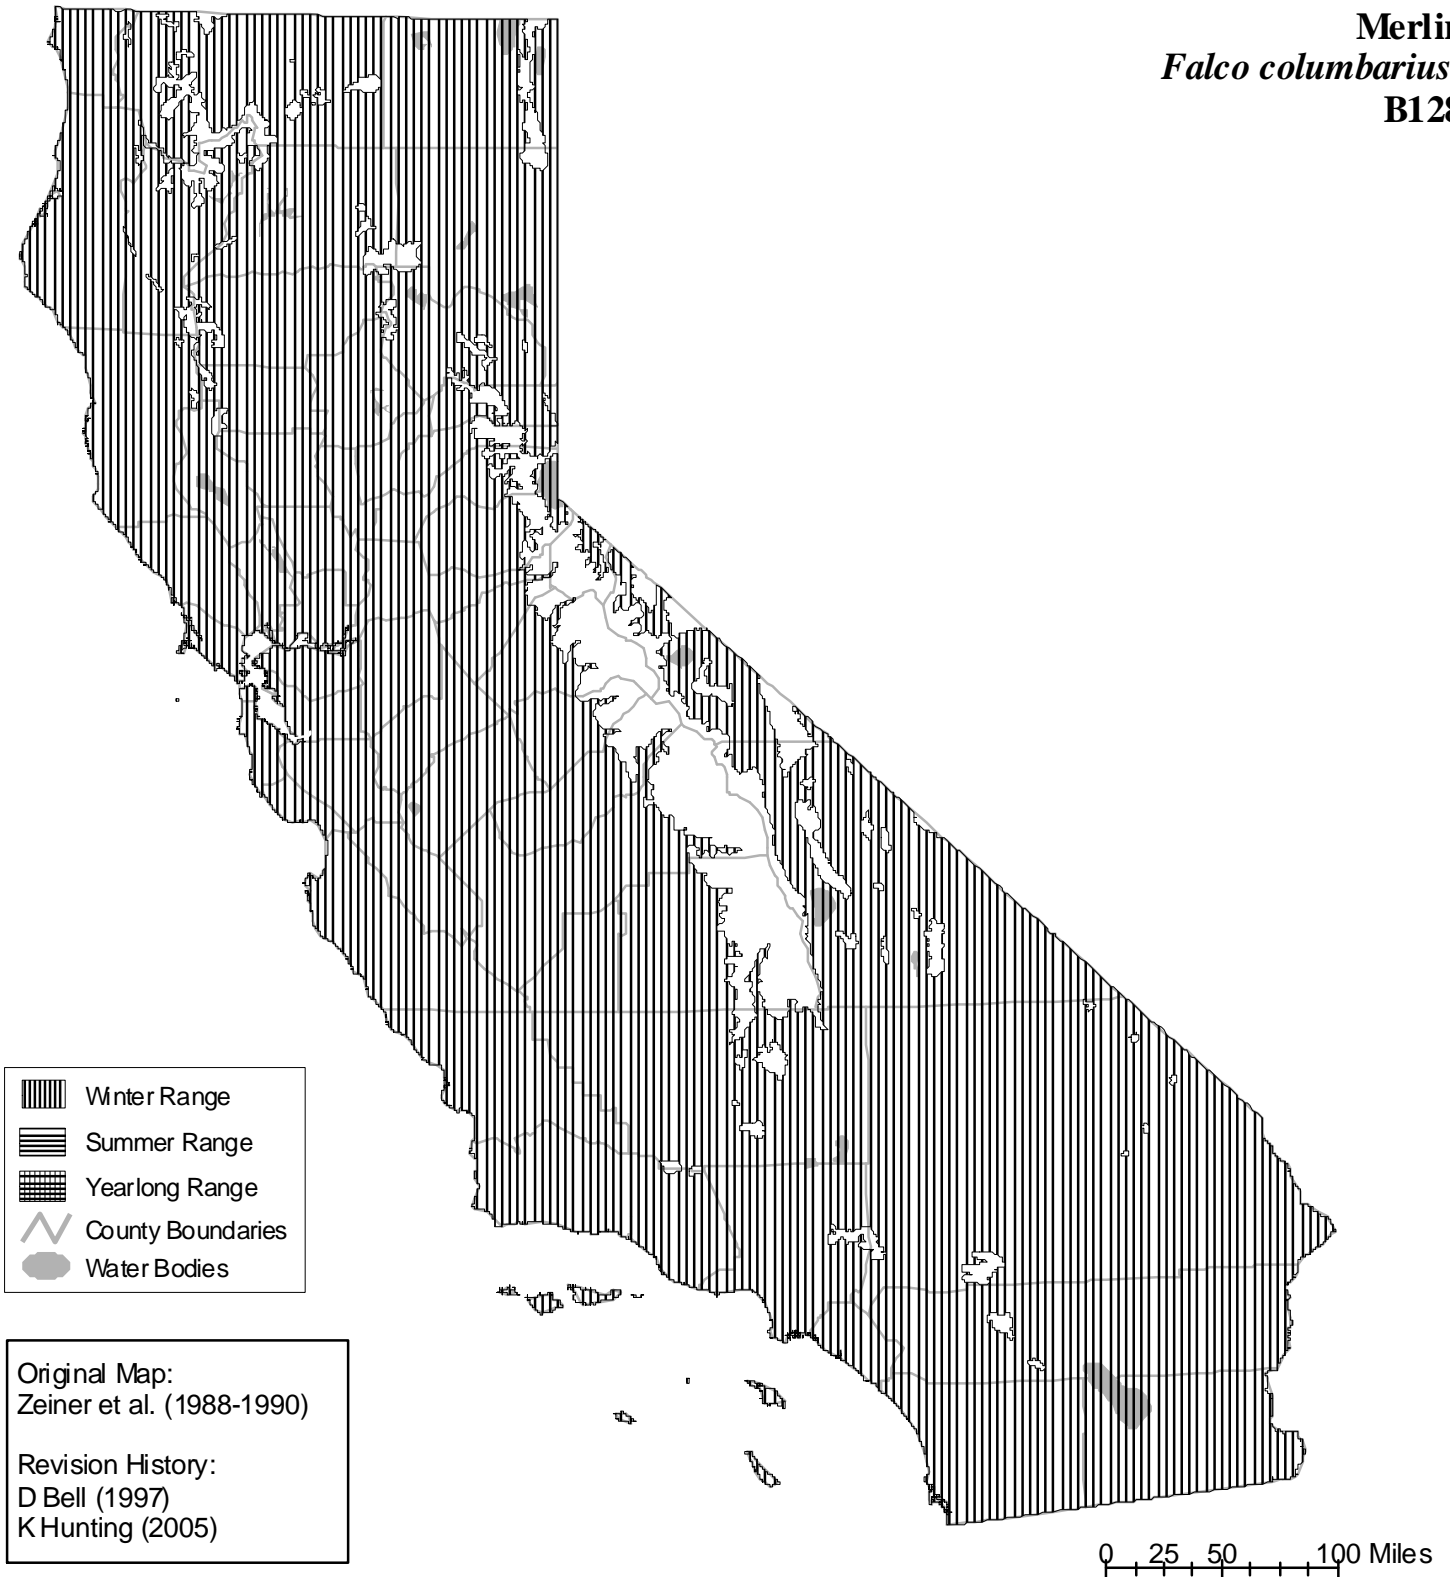 Merlin
Falco columbarius
B128
Winter Range
Summer Range
Yearlong Range
County Boundaries
Water Bodies
Original Map:
Zeiner et al. (1988-1990)
Revision History:
D Bell (1997)
K Hunting (2005)
0 25 50 100 Miles